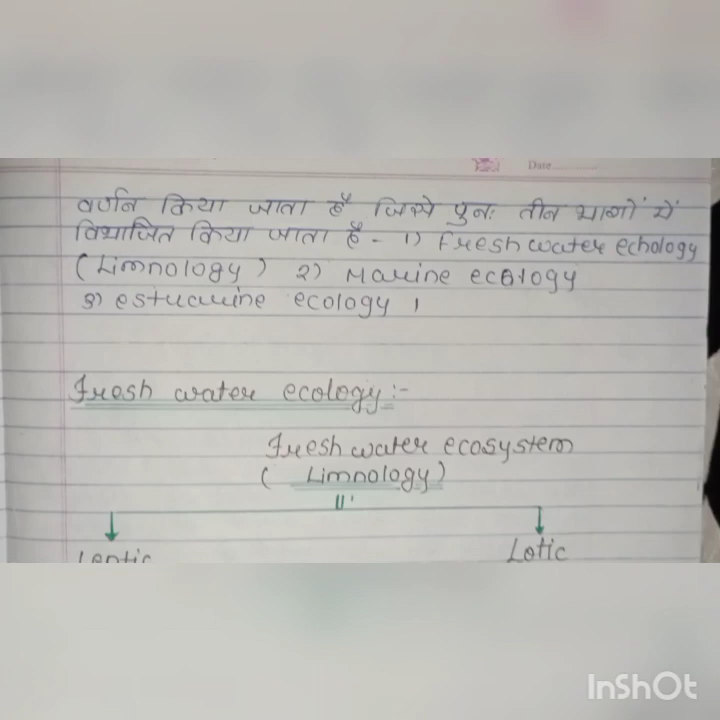 Date
वर्णन किया जाता है जिसे पुनः तीन भागों में
विभाजित किया जाता है - 1) Fresh water echology
(Limnology) 2) Marine ecology
3) estuarine ecology ।
Fresh water ecology:-
Fresh water ecosystem
(Limnology)
Lentic
Lotic
InShOt